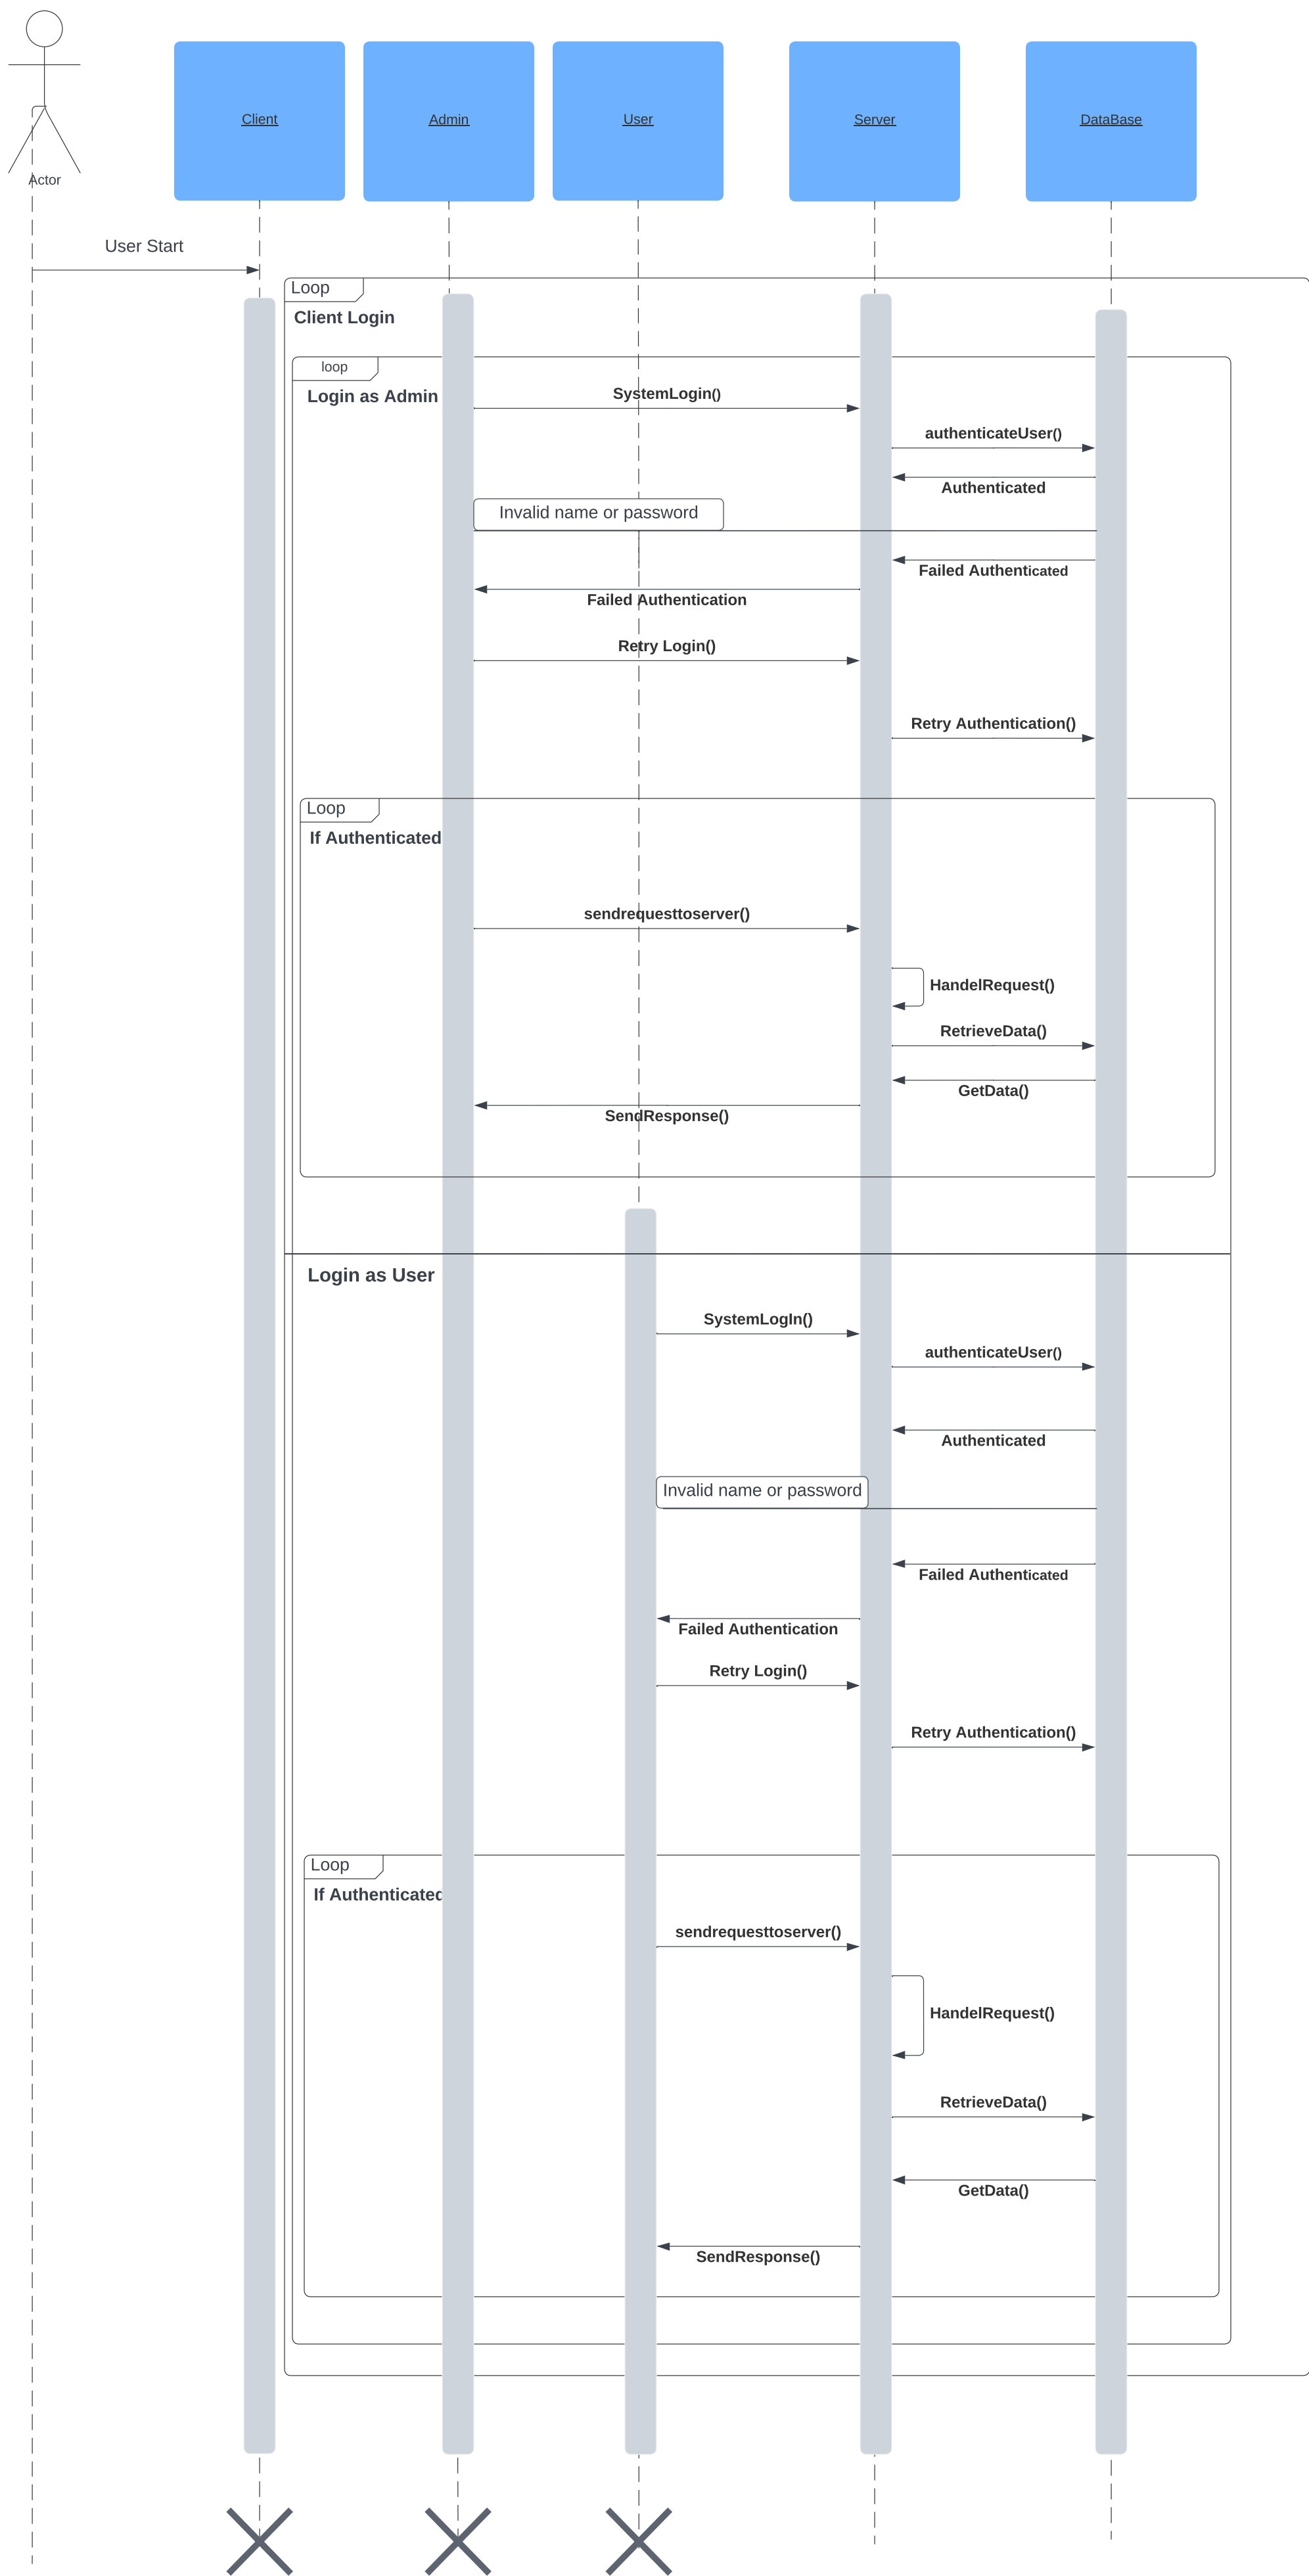 Actor
Client
Admin
User
Server
DataBase
User Start
Loop
Client Login
loop
Login as Admin
SystemLogin()
authenticateUser()
Authenticated
Invalid name or password
Failed Authenticated
Failed Authentication
Retry Login()
Retry Authentication()
Loop
If Authenticated
sendrequesttoserver()
HandelRequest()
RetrieveData()
GetData()
SendResponse()
Login as User
SystemLogIn()
authenticateUser()
Authenticated
Invalid name or password
Failed Authenticated
Failed Authentication
Retry Login()
Retry Authentication()
Loop
If Authenticated
sendrequesttoserver()
HandelRequest()
RetrieveData()
GetData()
SendResponse()